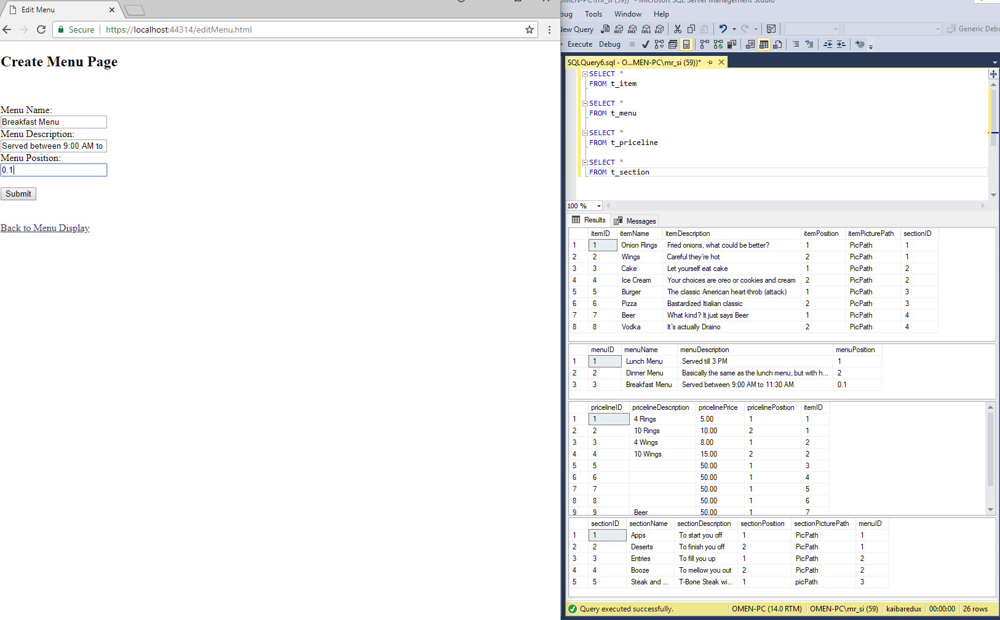 Edit Menu
Secure https://localhost:44314/editMenu.html
Create Menu Page
Menu Name:
Breakfast Menu
Menu Description:
Served between 9:00 AM to
Menu Position:
0.1
Submit
Back to Menu Display
OMEN-PC\mr_si (59))* - Microsoft SQL Server Management Studio
bug Tools Window Help
New Query MDX DMX XMLA DAX Generic Debu
Execute Debug
SQLQuery6.sql - O...MEN-PC\mr_si (59))*
SELECT *
FROM t_item
SELECT *
FROM t_menu
SELECT *
FROM t_priceline
SELECT *
FROM t_section
100 %
Results Messages
itemID itemName itemDescription itemPosition itemPicturePath sectionID
1 1 Onion Rings Fried onions, what could be better? 1 PicPath 1
2 2 Wings Careful they`re hot 2 PicPath 1
3 3 Cake Let yourself eat cake 1 PicPath 2
4 4 Ice Cream Your choices are oreo or cookies and cream 2 PicPath 2
5 5 Burger The classic American heart-throb (attack) 1 PicPath 3
6 6 Pizza Bastardized Itialian classic 2 PicPath 3
7 7 Beer What kind? It just says Beer 1 PicPath 4
8 8 Vodka It`s actually Draino 2 PicPath 4
menuID menuName menuDescription menuPosition
1 1 Lunch Menu Served till 3 PM 1
2 2 Dinner Menu Basically the same as the lunch menu, but with h... 2
3 3 Breakfast Menu Served between 9:00 AM to 11:30 AM 0.1
pricelineID pricelineDescription pricelinePrice pricelinePosition itemID
1 1 4 Rings 5.00 1 1
2 2 10 Rings 10.00 2 1
3 3 4 Wings 8.00 1 2
4 4 10 Wings 15.00 2 2
5 5 50.00 1 3
6 6 50.00 1 4
7 7 50.00 1 5
8 8 50.00 1 6
9 9 Beer 50.00 1 7
sectionID sectionName sectionDescription sectionPosition sectionPicturePath menuID
1 1 Apps To start you off 1 PicPath 1
2 2 Deserts To finish you off 2 PicPath 1
3 3 Entries To fill you up 1 PicPath 2
4 4 Booze To mellow you out 2 PicPath 2
5 5 Steak and ... T-Bone Steak wi... 1 picPath 3
Query executed successfully. OMEN-PC (14.0 RTM) OMEN-PC\mr_si (59) kaibaredux 00:00:00 26 rows